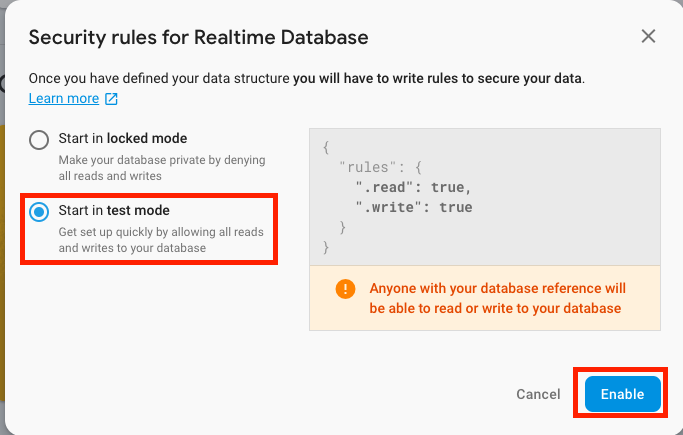 Security rules for Realtime Database
Once you have defined your data structure you will have to write rules to secure your data.
Learn more
Start in locked mode
Make your database private by denying
all reads and writes
Start in test mode
Get set up quickly by allowing all reads
and writes to your database
{
"rules": {
".read": true,
".write": true
}
}
Anyone with your database reference will
be able to read or write to your database
Cancel
Enable